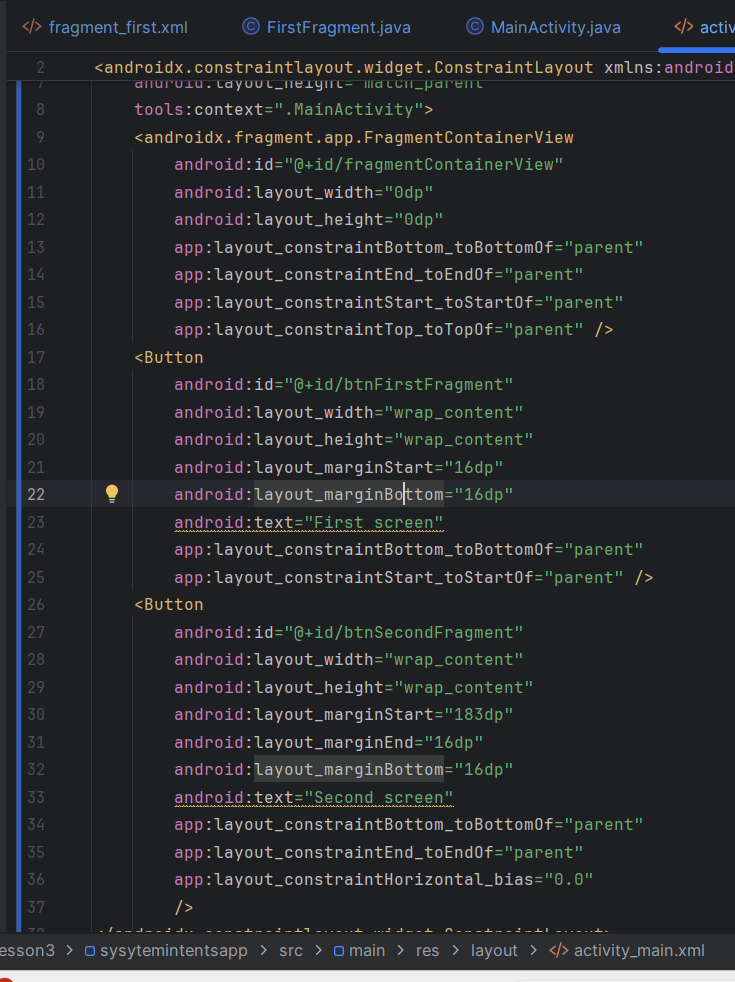 fragment_first.xml FirstFragment.java MainActivity.java activ
2 <androidx.constraintlayout.widget.ConstraintLayout xmlns:android
7 android:layout_height="match_parent"
8 tools:context=".MainActivity">
9 <androidx.fragment.app.FragmentContainerView
10 android:id="@+id/fragmentContainerView"
11 android:layout_width="0dp"
12 android:layout_height="0dp"
13 app:layout_constraintBottom_toBottomOf="parent"
14 app:layout_constraintEnd_toEndOf="parent"
15 app:layout_constraintStart_toStartOf="parent"
16 app:layout_constraintTop_toTopOf="parent" />
17 <Button
18 android:id="@+id/btnFirstFragment"
19 android:layout_width="wrap_content"
20 android:layout_height="wrap_content"
21 android:layout_marginStart="16dp"
22 android:layout_marginBottom="16dp"
23 android:text="First screen"
24 app:layout_constraintBottom_toBottomOf="parent"
25 app:layout_constraintStart_toStartOf="parent" />
26 <Button
27 android:id="@+id/btnSecondFragment"
28 android:layout_width="wrap_content"
29 android:layout_height="wrap_content"
30 android:layout_marginStart="183dp"
31 android:layout_marginEnd="16dp"
32 android:layout_marginBottom="16dp"
33 android:text="Second screen"
34 app:layout_constraintBottom_toBottomOf="parent"
35 app:layout_constraintEnd_toEndOf="parent"
36 app:layout_constraintHorizontal_bias="0.0"
37 />
38 </androidx.constraintlayout.widget.ConstraintLayout>
esson3 > sysytemintentsapp > src > main > res > layout > activity_main.xml